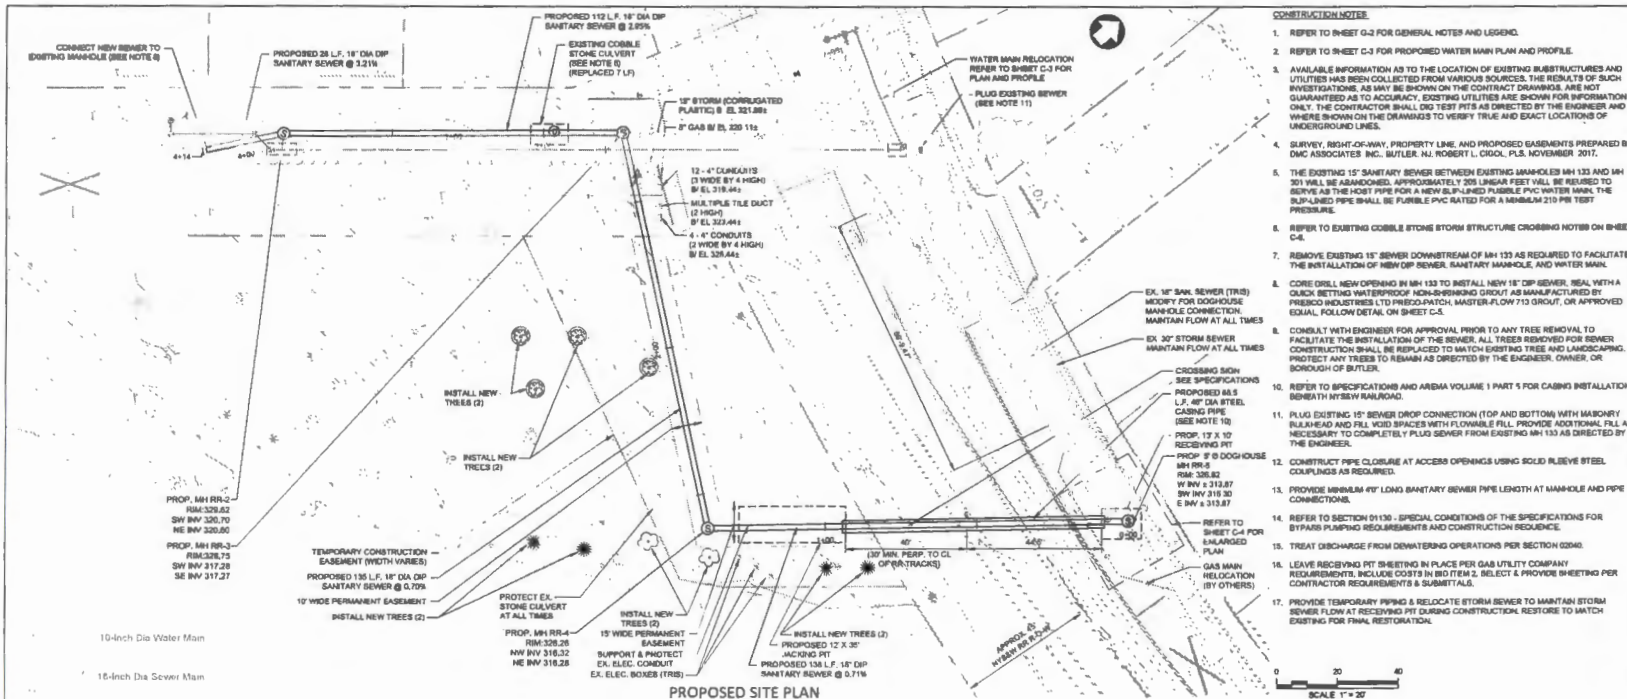 PROPOSED 112 L.F. 18" DIA DIP
SANITARY SEWER @ 2.95%
CONNECT NEW SEWER TO
EXISTING MANHOLE (SEE NOTE 8)
PROPOSED 28 L.F. 18" DIA DIP
SANITARY SEWER @ 3.21%
EXISTING COBBLE
STONE CULVERT
(SEE NOTE 6)
(REPLACED 7 LF)
18" STORM (CORRUGATED
PLASTIC) B/ EL 321.88±
8" GAS B/ EL 320.11±
WATER MAIN RELOCATION
REFER TO SHEET C-3 FOR
PLAN AND PROFILE
PLUG EXISTING SEWER
(SEE NOTE 11)
4+14
4+00
12 - 4" CONDUITS
(3 WIDE BY 4 HIGH)
B/ EL 319.44±
MULTIPLE TILE DUCT
(2 HIGH)
B/ EL 323.44±
4 - 4" CONDUITS
(2 WIDE BY 4 HIGH)
B/ EL 326.44±
EX. 18" SAN. SEWER (TRIS)
MODIFY FOR DOGHOUSE
MANHOLE CONNECTION.
MAINTAIN FLOW AT ALL TIMES
EX 30" STORM SEWER
MAINTAIN FLOW AT ALL TIMES
CROSSING SIGN
SEE SPECIFICATIONS
PROPOSED 88.5
L.F. 48" DIA STEEL
CASING PIPE
(SEE NOTE 10)
PROP. 13' X 10'
RECEIVING PIT
PROP 5' Ø DOGHOUSE
MH RR-5
RIM: 326.82
W INV ± 313.87
SW INV 315.30
E INV ± 313.87
REFER TO
SHEET C-4 FOR
ENLARGED
PLAN
GAS MAIN
RELOCATION
(BY OTHERS)
INSTALL NEW
TREES (2)
INSTALL NEW
TREES (2)
PROP. MH RR-2
RIM:329.62
SW INV 320.70
NE INV 320.60
PROP. MH RR-3
RIM:328.75
SW INV 317.28
SE INV 317.27
TEMPORARY CONSTRUCTION
EASEMENT (WIDTH VARIES)
PROPOSED 135 L.F. 18" DIA DIP
SANITARY SEWER @ 0.70%
10' WIDE PERMANENT EASEMENT
INSTALL NEW TREES (2)
PROTECT EX.
STONE CULVERT
AT ALL TIMES
PROP. MH RR-4
RIM:326.26
NW INV 316.32
NE INV 316.28
INSTALL NEW
TREES (2)
15' WIDE PERMANENT
EASEMENT
SUPPORT & PROTECT
EX. ELEC. CONDUIT
EX. ELEC. BOXES (TRIS)
1+00
0+00
40'
(30' MIN. PERP. TO CL
OF RR TRACKS)
INSTALL NEW TREES (2)
PROPOSED 12' X 35'
JACKING PIT
PROPOSED 138 L.F. 18" DIP
SANITARY SEWER @ 0.71%
APPROX. 45'
NYS&W RR R-O-W
10-Inch Dia Water Main
18-Inch Dia Sewer Main
PROPOSED SITE PLAN
CONSTRUCTION NOTES
1. REFER TO SHEET G-2 FOR GENERAL NOTES AND LEGEND.
2. REFER TO SHEET C-3 FOR PROPOSED WATER MAIN PLAN AND PROFILE.
3. AVAILABLE INFORMATION AS TO THE LOCATION OF EXISTING SUBSTRUCTURES AND
UTILITIES HAS BEEN COLLECTED FROM VARIOUS SOURCES. THE RESULTS OF SUCH
INVESTIGATIONS, AS MAY BE SHOWN ON THE CONTRACT DRAWINGS, ARE NOT
GUARANTEED AS TO ACCURACY, EXISTING UTILITIES ARE SHOWN FOR INFORMATION
ONLY. THE CONTRACTOR SHALL DIG TEST PITS AS DIRECTED BY THE ENGINEER AND
WHERE SHOWN ON THE DRAWINGS TO VERIFY TRUE AND EXACT LOCATIONS OF
UNDERGROUND LINES.
4. SURVEY, RIGHT-OF-WAY, PROPERTY LINE, AND PROPOSED EASEMENTS PREPARED B
DMC ASSOCIATES INC., BUTLER, NJ. ROBERT L. CIGOL, PLS, NOVEMBER 2017.
5. THE EXISTING 15" SANITARY SEWER BETWEEN EXISTING MANHOLES MH 133 AND MH
301 WILL BE ABANDONED. APPROXIMATELY 205 LINEAR FEET WILL BE REUSED TO
SERVE AS THE HOST PIPE FOR A NEW SLIP-LINED FUSIBLE PVC WATER MAIN. THE
SLIP-LINED PIPE SHALL BE FUSIBLE PVC RATED FOR A MINIMUM 210 PSI TEST
PRESSURE.
6. REFER TO EXISTING COBBLE STONE STORM STRUCTURE CROSSING NOTES ON SHEE
C-6.
7. REMOVE EXISTING 15" SEWER DOWNSTREAM OF MH 133 AS REQUIRED TO FACILITATE
THE INSTALLATION OF NEW DIP SEWER, SANITARY MANHOLE, AND WATER MAIN.
8. CORE DRILL NEW OPENING IN MH 133 TO INSTALL NEW 18" DIP SEWER, SEAL WITH A
QUICK SETTING WATERPROOF NON-SHRINKING GROUT AS MANUFACTURED BY
PRESCO INDUSTRIES LTD PRECO-PATCH, MASTER-FLOW 713 GROUT, OR APPROVED
EQUAL. FOLLOW DETAIL ON SHEET C-5.
9. CONSULT WITH ENGINEER FOR APPROVAL PRIOR TO ANY TREE REMOVAL TO
FACILITATE THE INSTALLATION OF THE SEWER. ALL TREES REMOVED FOR SEWER
CONSTRUCTION SHALL BE REPLACED TO MATCH EXISTING TREE AND LANDSCAPING.
PROTECT ANY TREES TO REMAIN AS DIRECTED BY THE ENGINEER, OWNER, OR
BOROUGH OF BUTLER.
10. REFER TO SPECIFICATIONS AND AREMA VOLUME 1 PART 5 FOR CASING INSTALLATION
BENEATH NYS&W RAILROAD.
11. PLUG EXISTING 15" SEWER DROP CONNECTION (TOP AND BOTTOM) WITH MASONRY
BULKHEAD AND FILL VOID SPACES WITH FLOWABLE FILL. PROVIDE ADDITIONAL FILL A
NECESSARY TO COMPLETELY PLUG SEWER FROM EXISTING MH 133 AS DIRECTED BY
THE ENGINEER.
12. CONSTRUCT PIPE CLOSURE AT ACCESS OPENINGS USING SOLID SLEEVE STEEL
COUPLINGS AS REQUIRED.
13. PROVIDE MINIMUM 4'0" LONG SANITARY SEWER PIPE LENGTH AT MANHOLE AND PIPE
CONNECTIONS.
14. REFER TO SECTION 01130 - SPECIAL CONDITIONS OF THE SPECIFICATIONS FOR
BYPASS PUMPING REQUIREMENTS AND CONSTRUCTION SEQUENCE.
15. TREAT DISCHARGE FROM DEWATERING OPERATIONS PER SECTION 02040.
16. LEAVE RECEIVING PIT SHEETING IN PLACE PER GAS UTILITY COMPANY
REQUIREMENTS, INCLUDE COSTS IN BID ITEM 2, SELECT & PROVIDE SHEETING PER
CONTRACTOR REQUIREMENTS & SUBMITTALS.
17. PROVIDE TEMPORARY PIPING & RELOCATE STORM SEWER TO MAINTAIN STORM
SEWER FLOW AT RECEIVING PIT DURING CONSTRUCTION, RESTORE TO MATCH
EXISTING FOR FINAL RESTORATION.
0 20 40
SCALE 1" = 20'